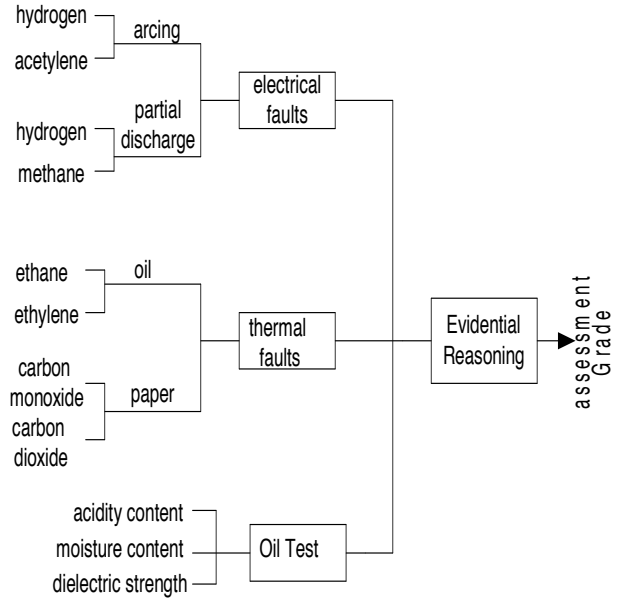 hydrogen
arcing
acetylene
electrical
faults
hydrogen
partial
discharge
methane
ethane
oil
ethylene
thermal
faults
carbon
monoxide
paper
carbon
dioxide
acidity content
moisture content
dielectric strength
Oil Test
Evidential
Reasoning
assessment
Grade